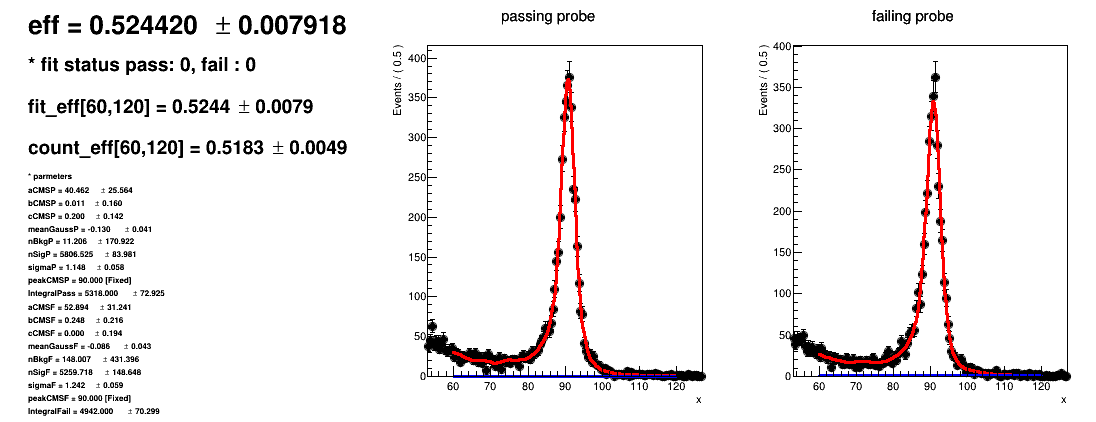 eff = 0.524420 ± 0.007918
* fit status pass: 0, fail : 0
fit_eff[60,120] = 0.5244 ± 0.0079
count_eff[60,120] = 0.5183 ± 0.0049
* parmeters
aCMSP = 40.462 ± 25.564
bCMSP = 0.011 ± 0.160
cCMSP = 0.200 ± 0.142
meanGaussP = -0.130 ± 0.041
nBkgP = 11.206 ± 170.922
nSigP = 5806.525 ± 83.981
sigmaP = 1.148 ± 0.058
peakCMSP = 90.000 [Fixed]
IntegralPass = 5318.000 ± 72.925
aCMSF = 52.894 ± 31.241
bCMSF = 0.248 ± 0.216
cCMSF = 0.000 ± 0.194
meanGaussF = -0.086 ± 0.043
nBkgF = 148.007 ± 431.396
nSigF = 5259.718 ± 148.648
sigmaF = 1.242 ± 0.059
peakCMSF = 90.000 [Fixed]
IntegralFail = 4942.000 ± 70.299
passing probe
Events / ( 0.5 )
400
350
300
250
200
150
100
50
0
60 70 80 90 100 110 120
x
failing probe
Events / ( 0.5 )
400
350
300
250
200
150
100
50
0
60 70 80 90 100 110 120
x